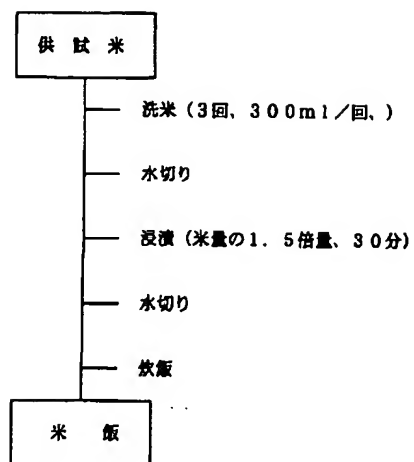 供 試 米
洗米(3回、300ml/回、)
水切り
浸漬(米量の1.5倍量、30分)
水切り
炊飯
米 飯